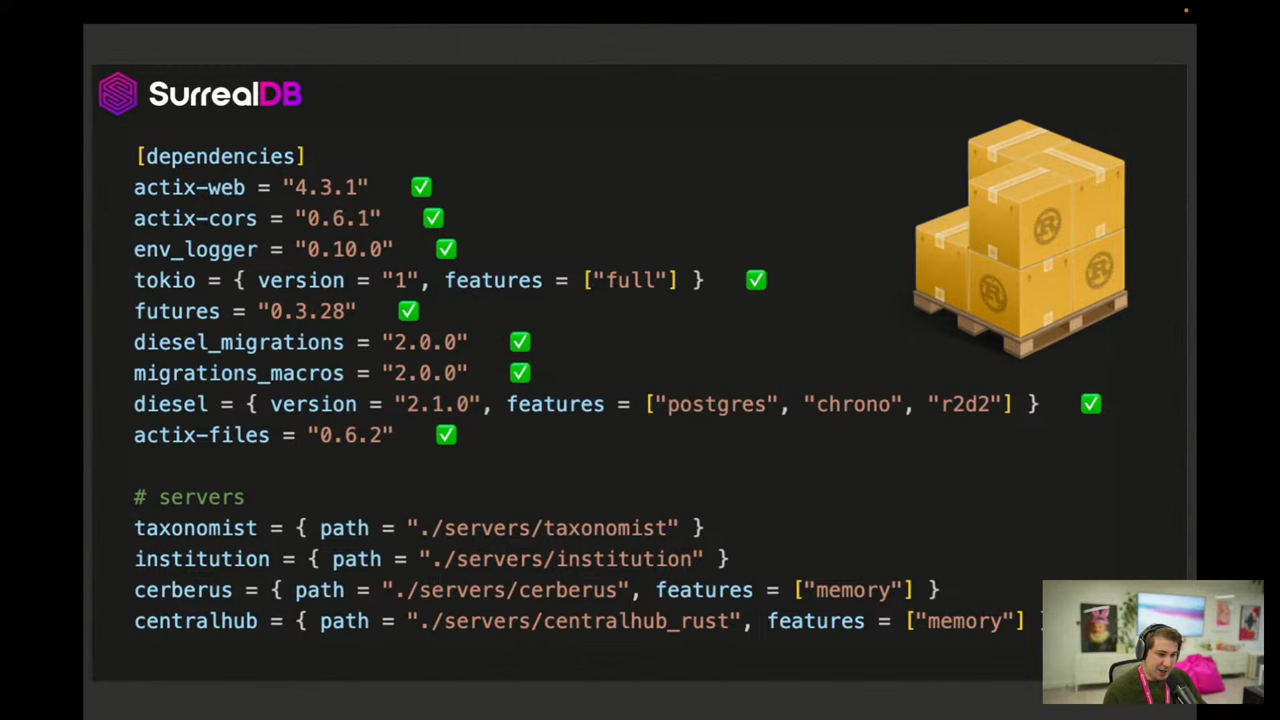 SurrealDB
[dependencies]
actix-web = "4.3.1" ✅
actix-cors = "0.6.1" ✅
env_logger = "0.10.0" ✅
tokio = { version = "1", features = ["full"] } ✅
futures = "0.3.28" ✅
diesel_migrations = "2.0.0" ✅
migrations_macros = "2.0.0" ✅
diesel = { version = "2.1.0", features = ["postgres", "chrono", "r2d2"] } ✅
actix-files = "0.6.2" ✅
# servers
taxonomist = { path = "./servers/taxonomist" }
institution = { path = "./servers/institution" }
cerberus = { path = "./servers/cerberus", features = ["memory"] }
centralhub = { path = "./servers/centralhub_rust", features = ["memory"] }
R
R
R